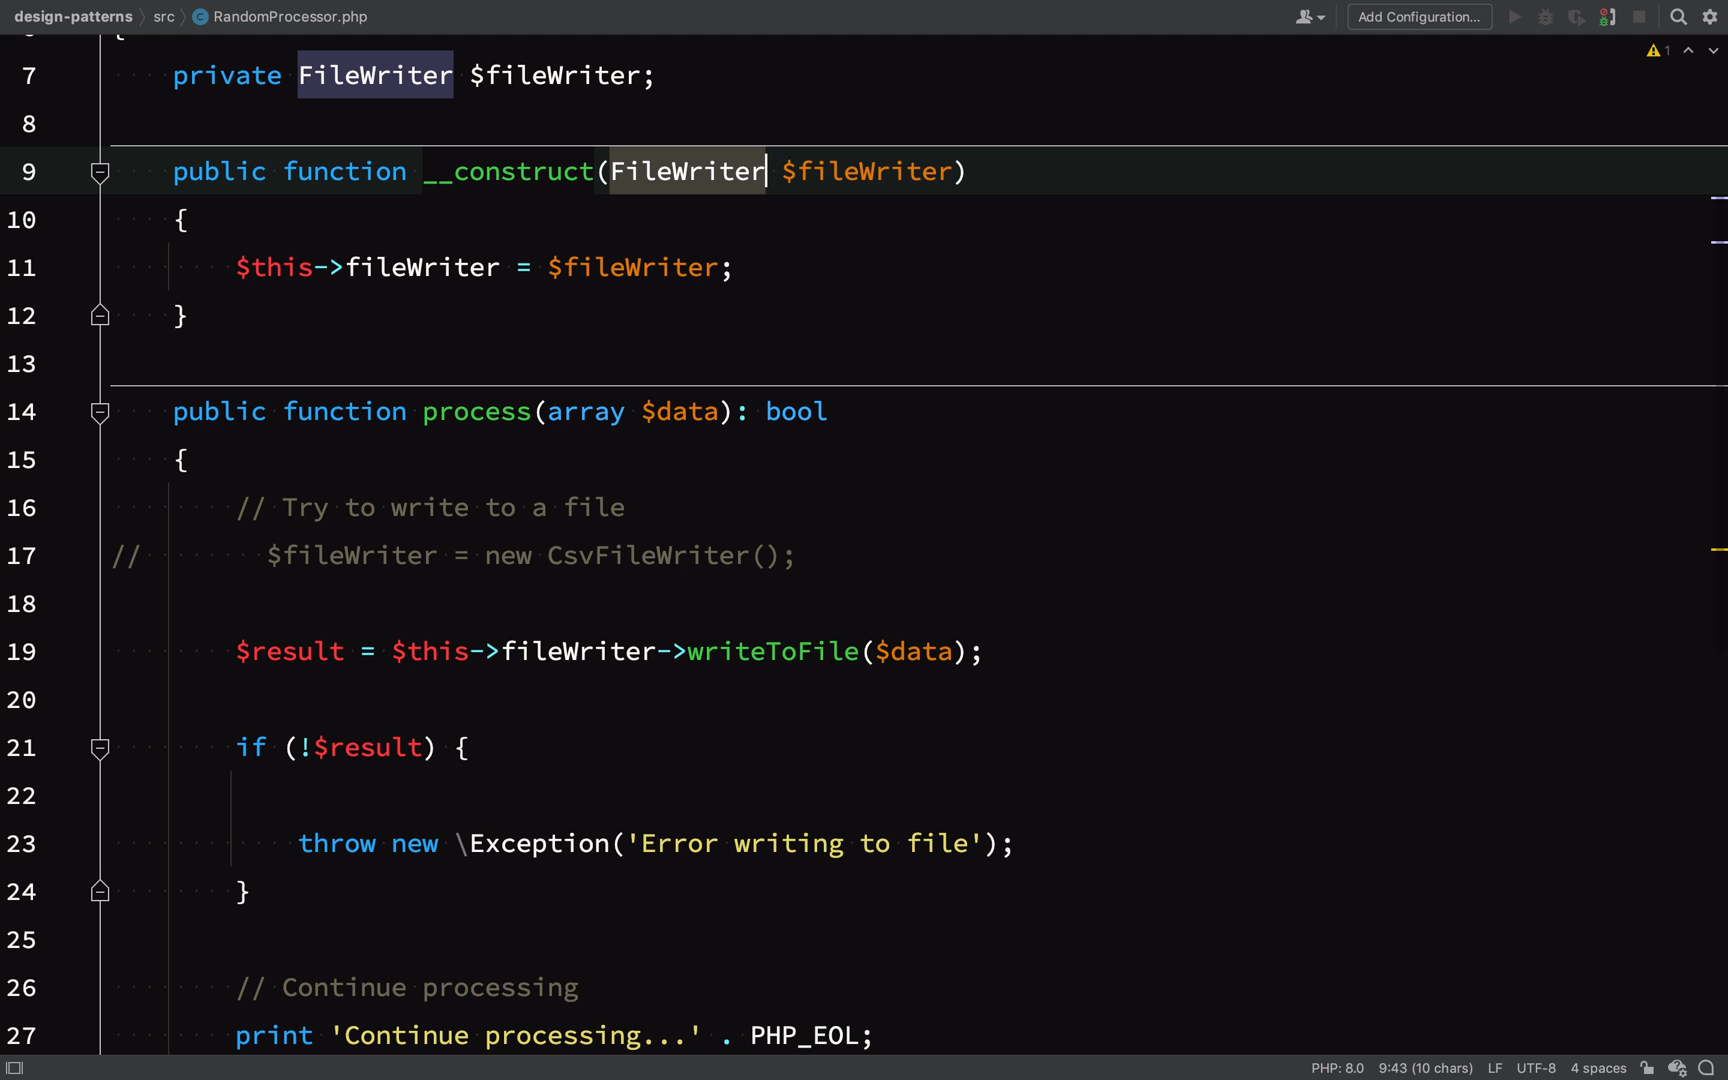 design-patterns src RandomProcessor.php Add Configuration...
1
7 private FileWriter $fileWriter;
8
9 public function __construct(FileWriter $fileWriter)
10 {
11 $this->fileWriter = $fileWriter;
12 }
13
14 public function process(array $data): bool
15 {
16 // Try to write to a file
17 // $fileWriter = new CsvFileWriter();
18
19 $result = $this->fileWriter->writeToFile($data);
20
21 if (!$result) {
22
23 throw new \Exception('Error writing to file');
24 }
25
26 // Continue processing
27 print 'Continue processing...' . PHP_EOL;
PHP: 8.0 9:43 (10 chars) LF UTF-8 4 spaces